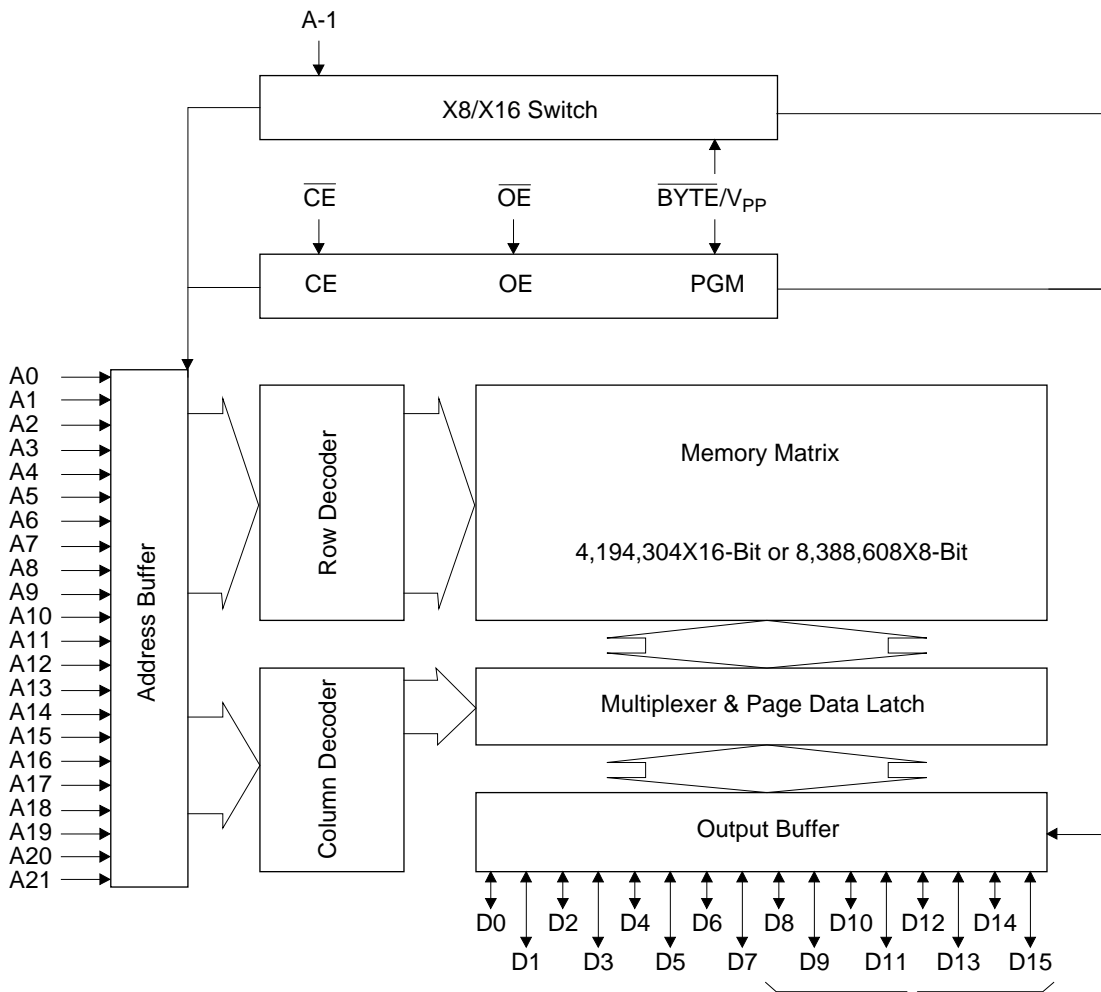 A-1
X8/X16 Switch
CE OE BYTE/VPP
CE OE PGM
A0
A1
A2
A3
A4
A5
A6
A7
A8
A9
A10
A11
A12
A13
A14
A15
A16
A17
A18
A19
A20
A21
Address Buffer
Row Decoder
Memory Matrix
4,194,304X16-Bit or 8,388,608X8-Bit
Column Decoder
Multiplexer & Page Data Latch
Output Buffer
D0 D2 D4 D6 D8 D10 D12 D14
D1 D3 D5 D7 D9 D11 D13 D15